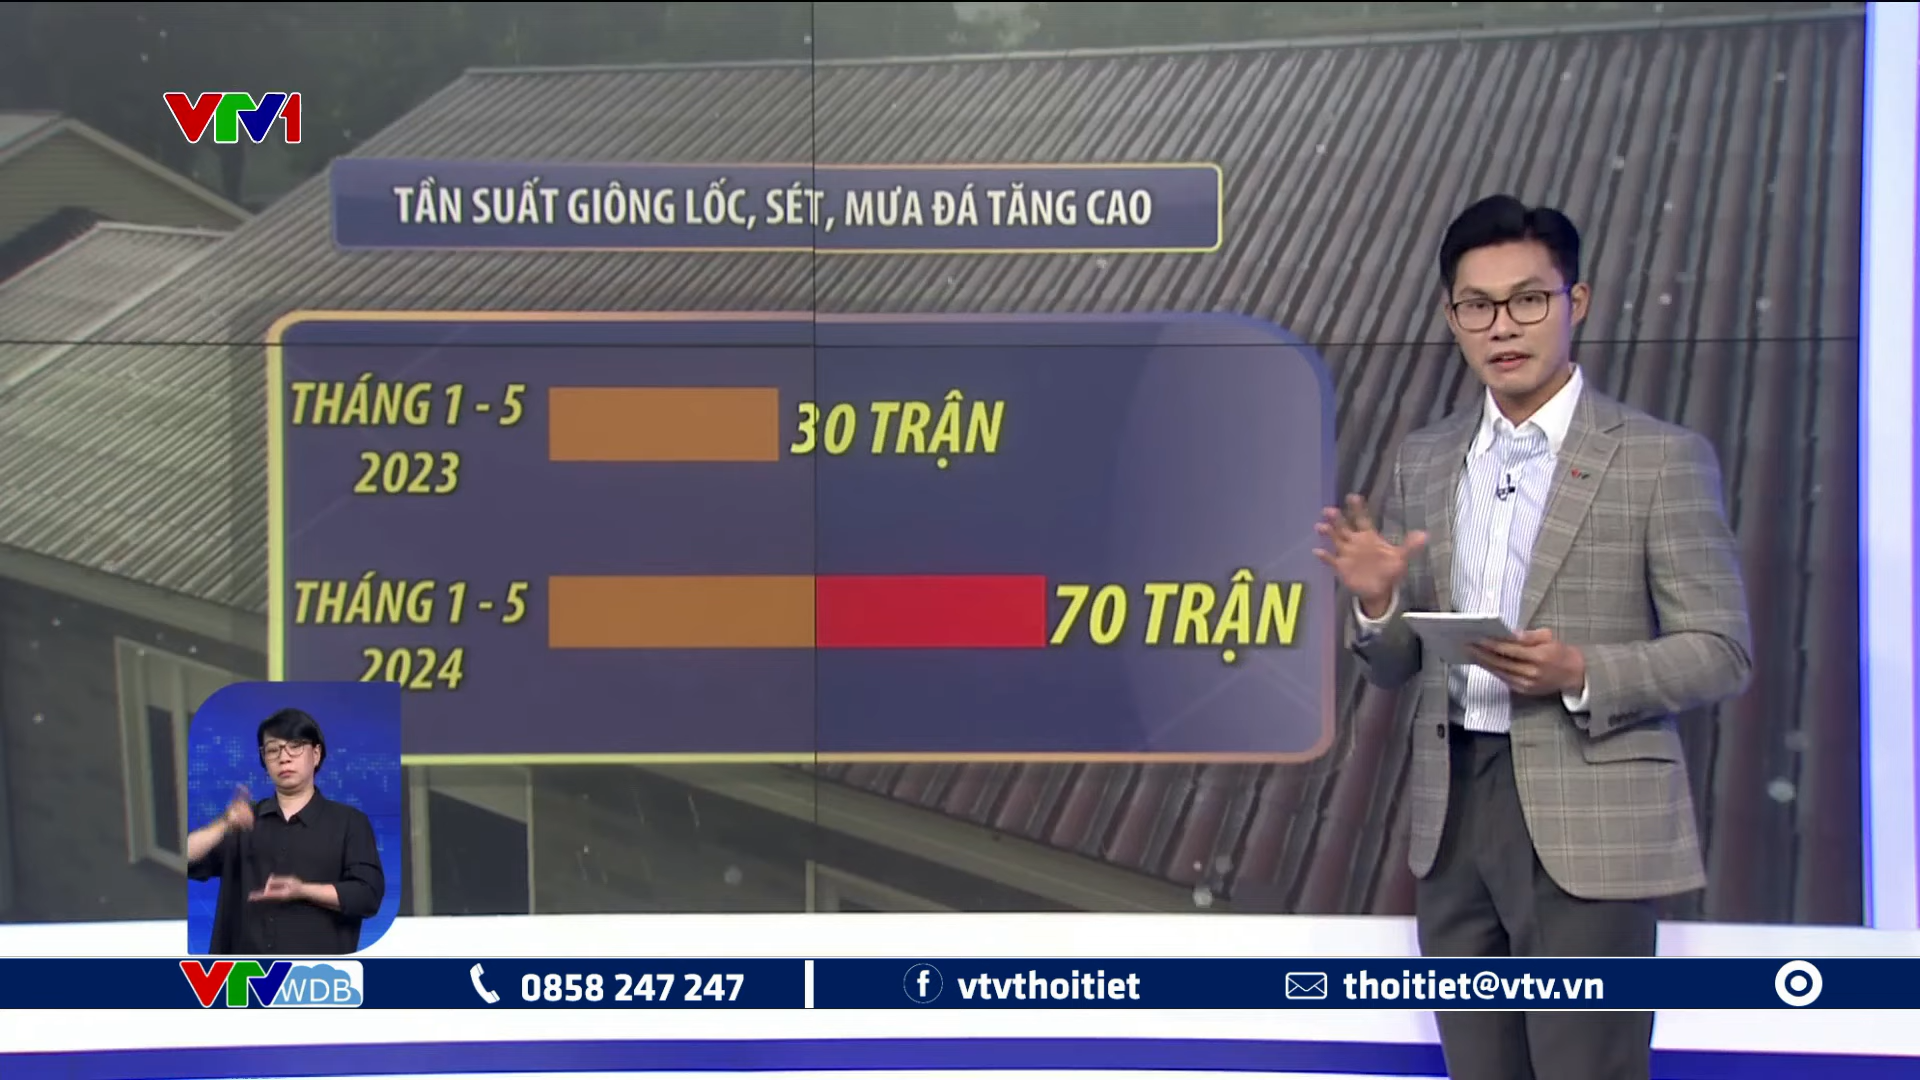 VTV1
TẦN SUẤT GIÔNG LỐC, SÉT, MƯA ĐÁ TĂNG CAO
THÁNG 1 - 5
2023
30 TRẬN
THÁNG 1 - 5
2024
70 TRẬN
VTV
VTV WDB
0858 247 247
f vtvthoitiet
thoitiet@vtv.vn